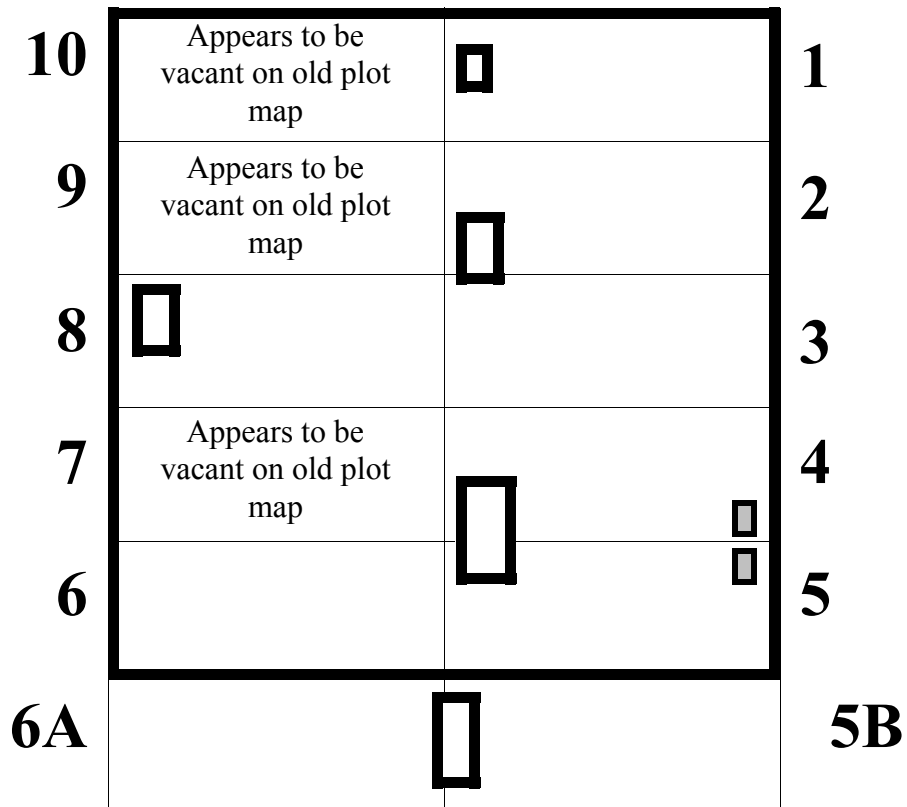 10
Appears to be
vacant on old plot
map
1
9
Appears to be
vacant on old plot
map
2
8
3
7
Appears to be
vacant on old plot
map
4
6
5
6A
5B